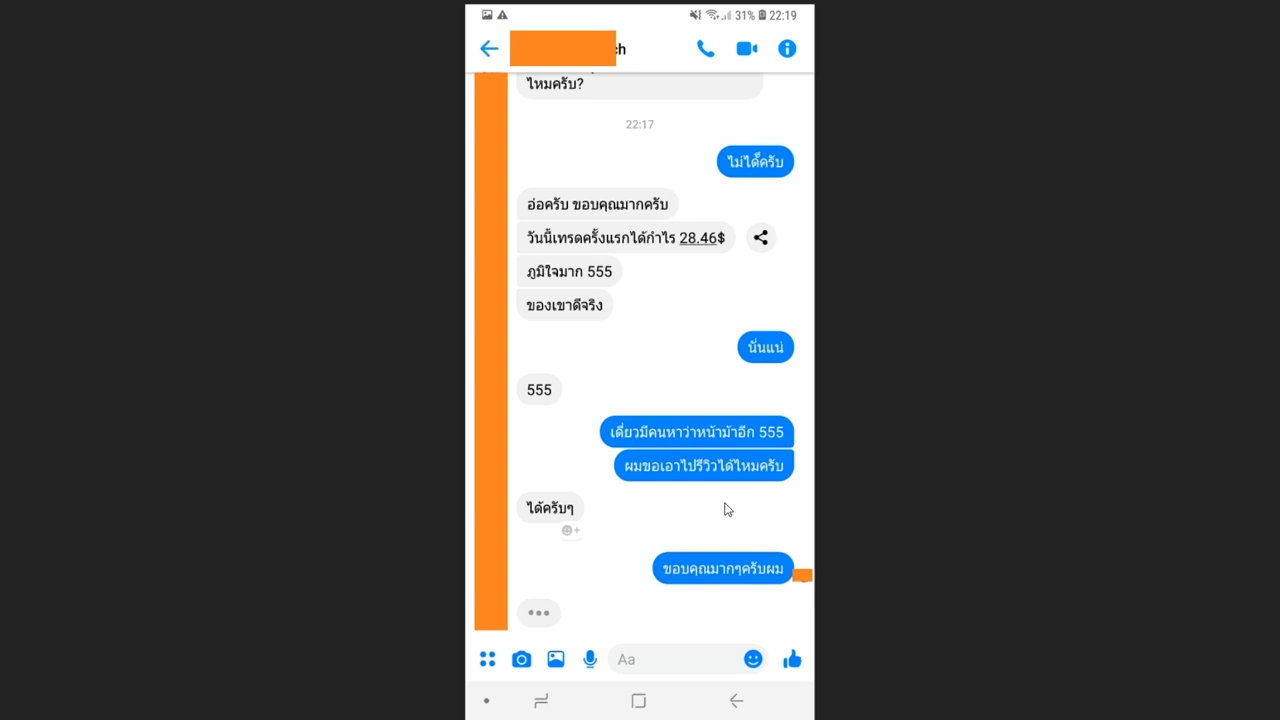 31% 22:19
h
ไหมครับ?
22:17
ไม่ได้ครับ
อ่อครับ ขอบคุณมากครับ
วันนี้เทรดครั้งแรกได้กำไร 28.46$
ภูมิใจมาก 555
ของเขาดีจริง
นั่นแน่
555
เดี่ยวมีคนหาว่าหน้าม้าอีก 555
ผมขอเอาไปรีวิวได้ไหมครับ
ได้ครับๆ
ขอบคุณมากๆครับผม
Aa